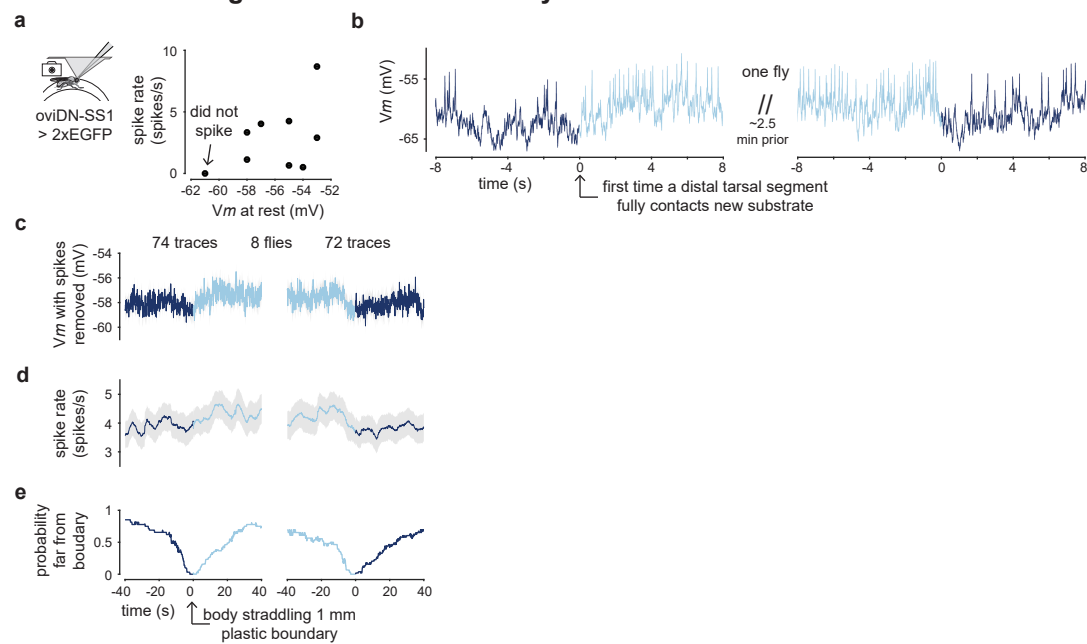 a
oviDN-SS1
> 2xEGFP
spike rate
(spikes/s)
10
5
0
did not
spike
-62 -60 -58 -56 -54 -52
Vm at rest (mV)
b
Vm (mV)
-55
-65
-8 -4 0 4 8
time (s)
one fly
//
~2.5
min prior
-8 -4 0 4 8
first time a distal tarsal segment
fully contacts new substrate
c
74 traces 8 flies 72 traces
Vm with spikes
removed (mV)
-54
-56
-58
-60
d
spike rate
(spikes/s)
5
4
3
e
probability
far from
boudary
1
0.5
0
-40 -20 0 20 40
-40 -20 0 20 40
time (s)
body straddling 1 mm
plastic boundary